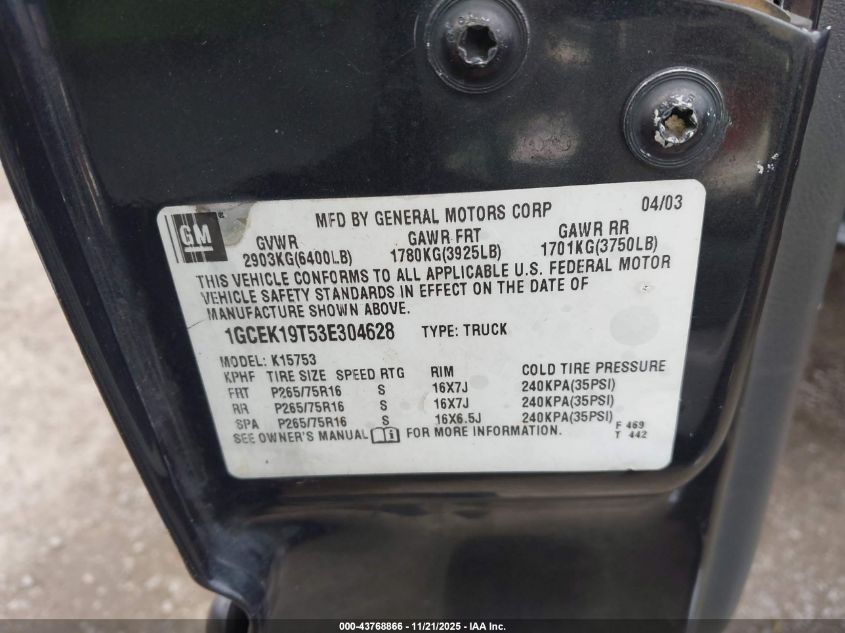 GM
MFD BY GENERAL MOTORS CORP 04/03
GVWR GAWR FRT GAWR RR
2903KG(6400LB) 1780KG(3925LB) 1701KG(3750LB)
THIS VEHICLE CONFORMS TO ALL APPLICABLE U.S. FEDERAL MOTOR
VEHICLE SAFETY STANDARDS IN EFFECT ON THE DATE OF
MANUFACTURE SHOWN ABOVE.
1GCEK19T53E304628 TYPE: TRUCK
MODEL: K15753
KPHF TIRE SIZE SPEED RTG RIM COLD TIRE PRESSURE
FRT P265/75R16 S 16X7J 240KPA(35PSI)
RR P265/75R16 S 16X7J 240KPA(35PSI)
SPA P265/75R16 S 16X6.5J 240KPA(35PSI)
SEE OWNER'S MANUAL FOR MORE INFORMATION.
F 469
T 442
000-43768866 - 11/21/2025 - IAA Inc.